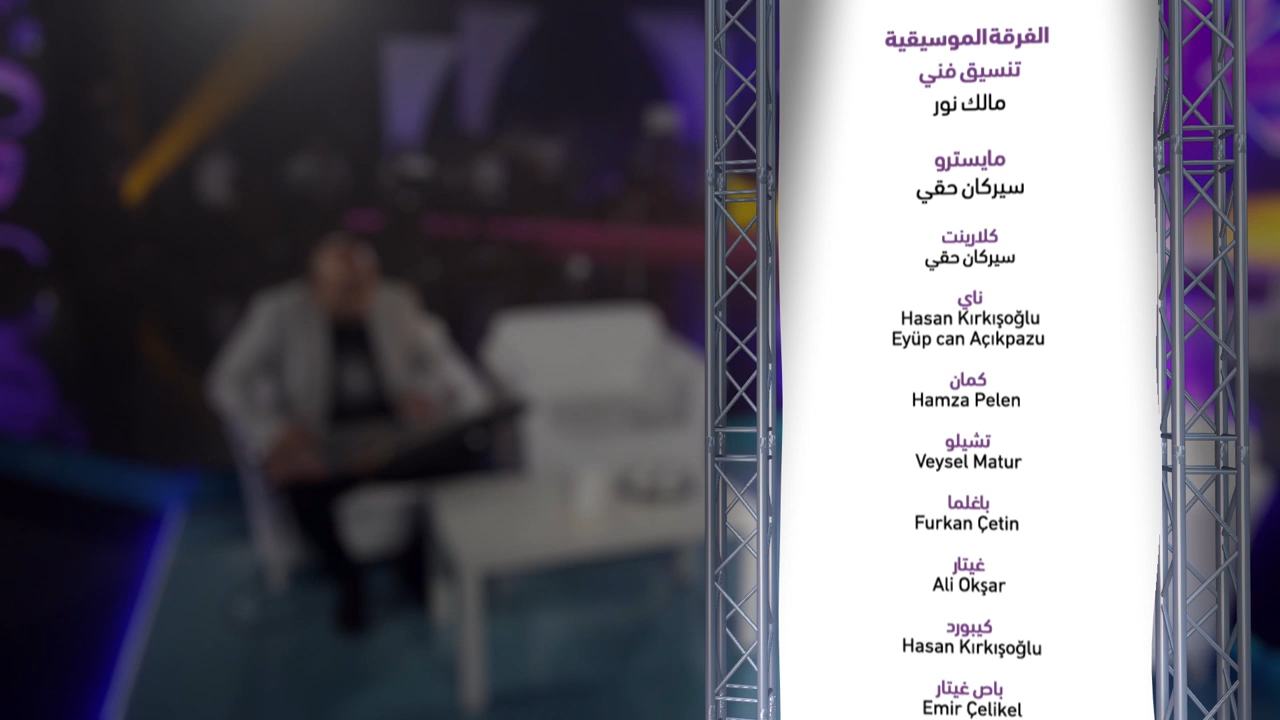 الفرقة الموسيقية
تنسيق فني
مالك نور
مايسترو
سيركان حقي
كلارينت
سيركان حقي
ناي
Hasan Kırkışoğlu
Eyüp can Açıkpazu
كمان
Hamza Pelen
تشيلو
Veysel Matur
باغلما
Furkan Çetin
غيتار
Ali Okşar
كيبورد
Hasan Kırkışoğlu
باص غيتار
Emir Çelikel